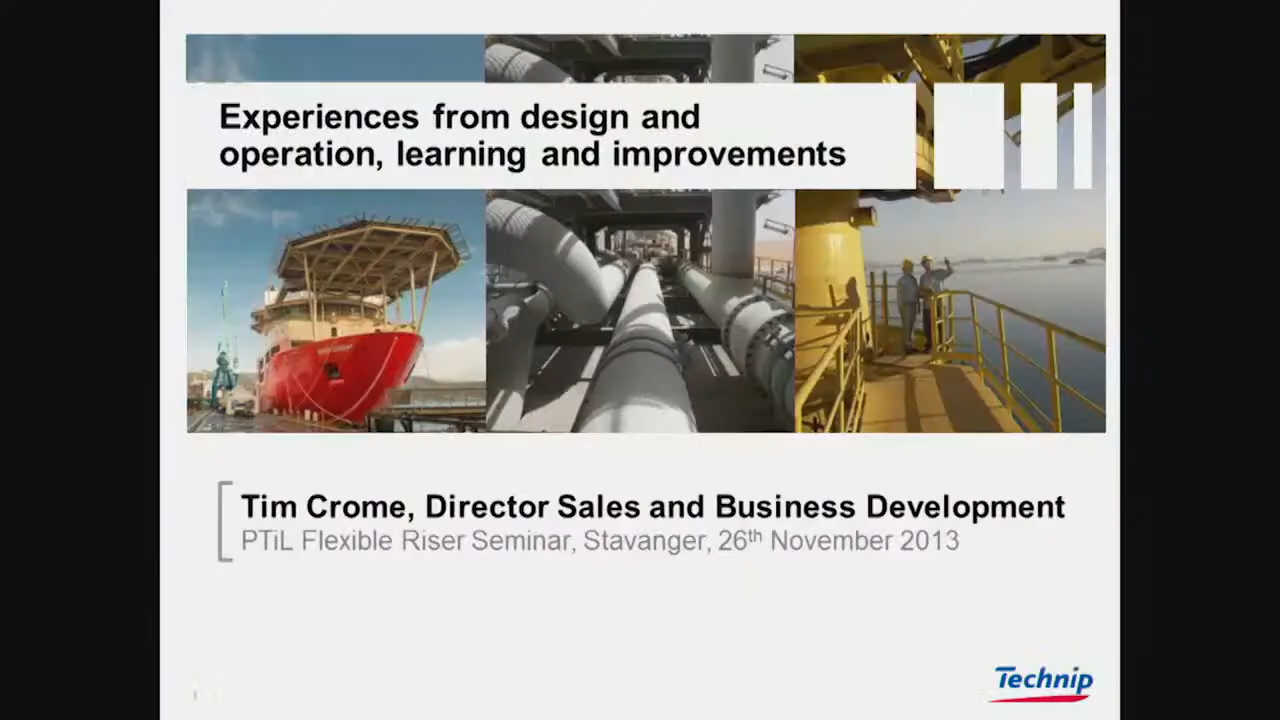 Experiences from design and
operation, learning and improvements
Tim Crome, Director Sales and Business Development
PTiL Flexible Riser Seminar, Stavanger, 26th November 2013
Technip